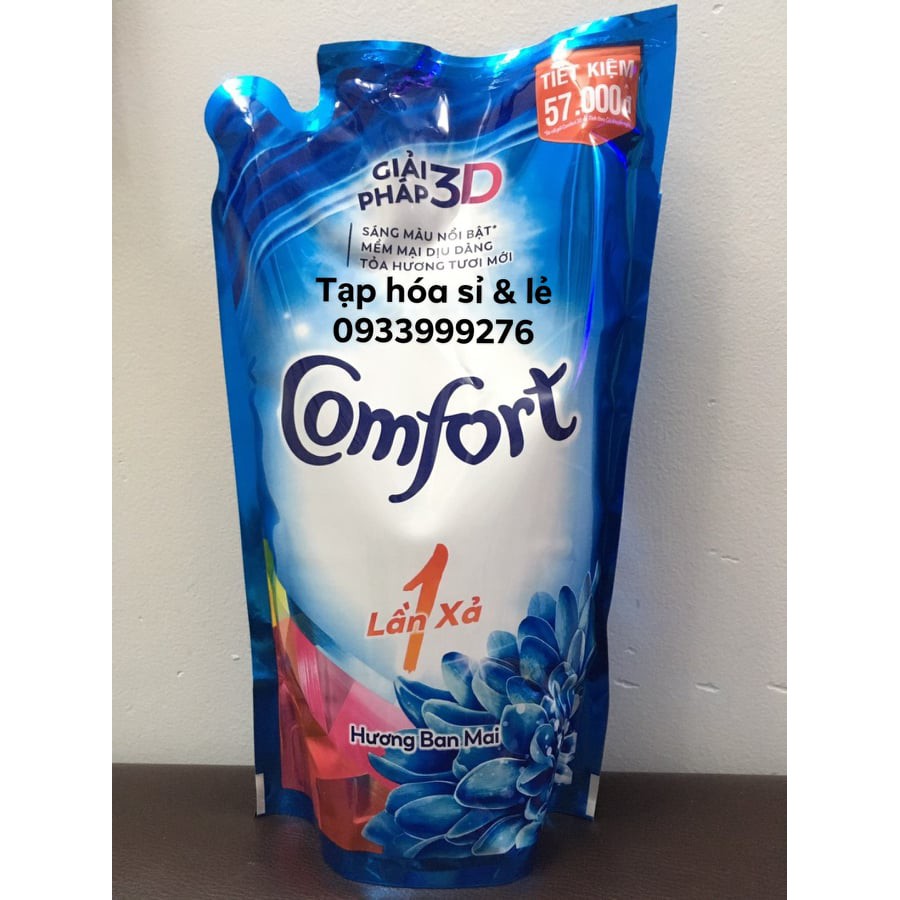 TIẾT KIỆM
57.000đ
GIẢI
PHÁP 3D
SÁNG MÀU NỔI BẬT*
MỀM MẠI DỊU DÀNG
TỎA HƯƠNG TƯƠI MỚI
Tạp hóa sỉ & lẻ
0933999276
Comfort
1
Lần Xả
Hương Ban Mai